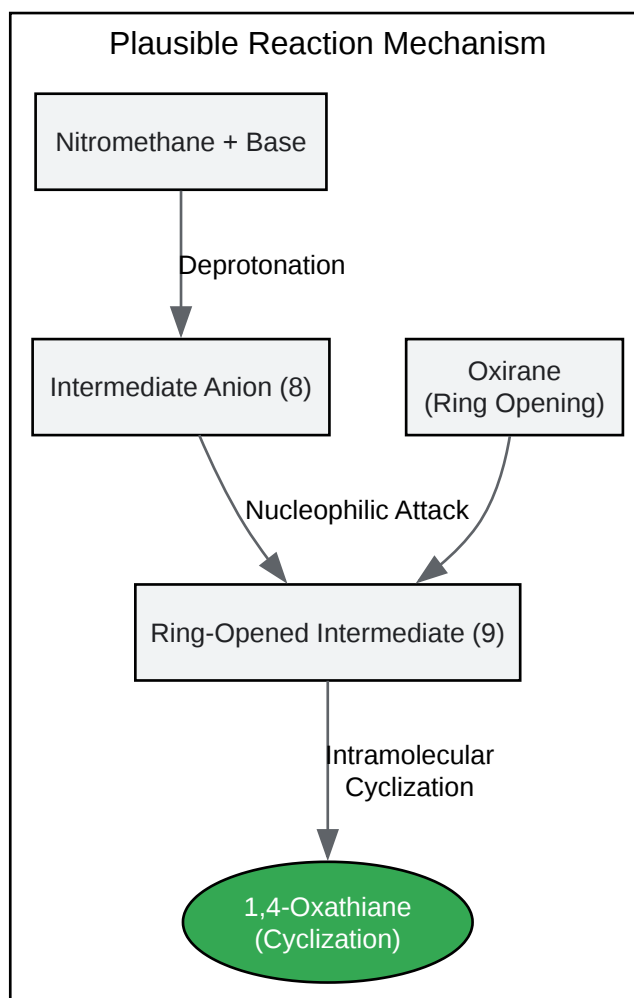 Plausible Reaction Mechanism
Nitromethane + Base
Deprotonation
Intermediate Anion (8)
Oxirane
(Ring Opening)
Nucleophilic Attack
Ring-Opened Intermediate (9)
Intramolecular
Cyclization
1,4-Oxathiane
(Cyclization)